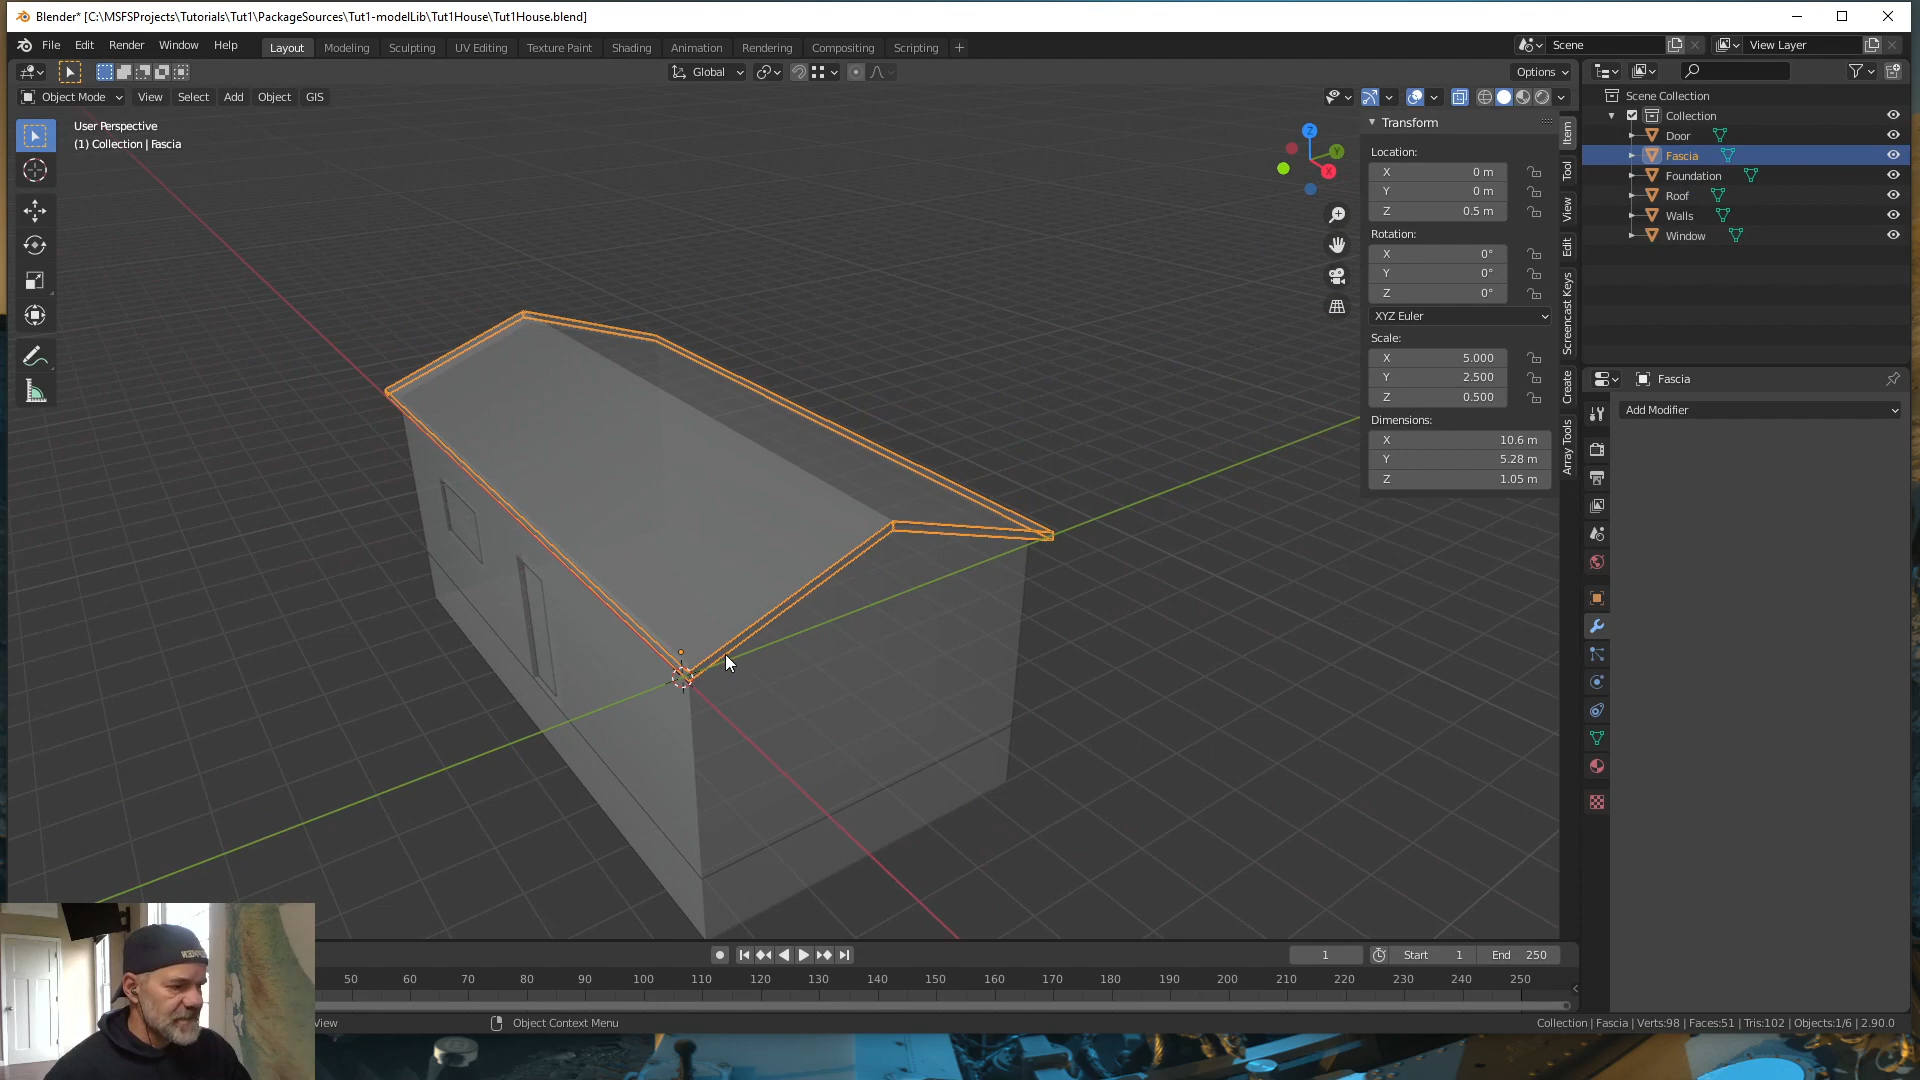 Blender* [C:\MSFSProjects\Tutorials\Tut1\PackageSources\Tut1-modelLib\Tut1House\Tut1House.blend]
File Edit Render Window Help Layout Modeling Sculpting UV Editing Texture Paint Shading Animation Rendering Compositing Scripting + Scene View Layer
Global Options
Object Mode View Select Add Object GIS
User Perspective
(1) Collection | Fascia
Transform
Location:
X 0 m
Y 0 m
Z 0.5 m
Rotation:
X 0°
Y 0°
Z 0°
XYZ Euler
Scale:
X 5.000
Y 2.500
Z 0.500
Dimensions:
X 10.6 m
Y 5.28 m
Z 1.05 m
Item
Tool
View
Edit
Screencast Keys
Create
Array Tools
Z
Y
X
Scene Collection
Collection
Door
Fascia
Foundation
Roof
Walls
Window
Fascia
Add Modifier
1 Start 1 End 250
50 60 70 80 90 100 110 120 130 140 150 160 170 180 190 200 210 220 230 240 250
View Object Context Menu Collection | Fascia | Verts:98 | Faces:51 | Tris:102 | Objects:1/6 | 2.90.0